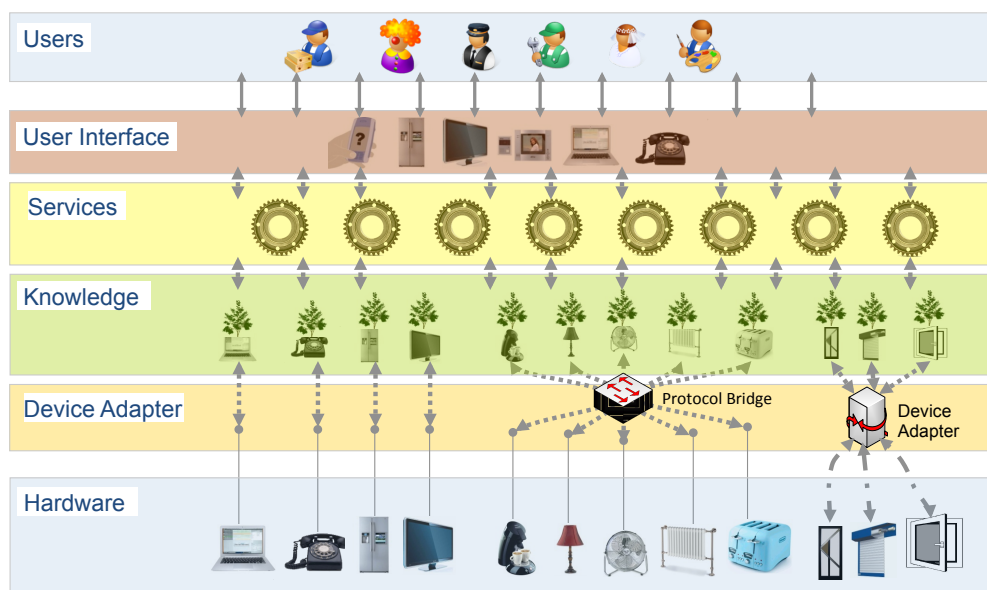 Users
User Interface
?
Services
Knowledge
Device Adapter
Protocol Bridge
Device
Adapter
Hardware